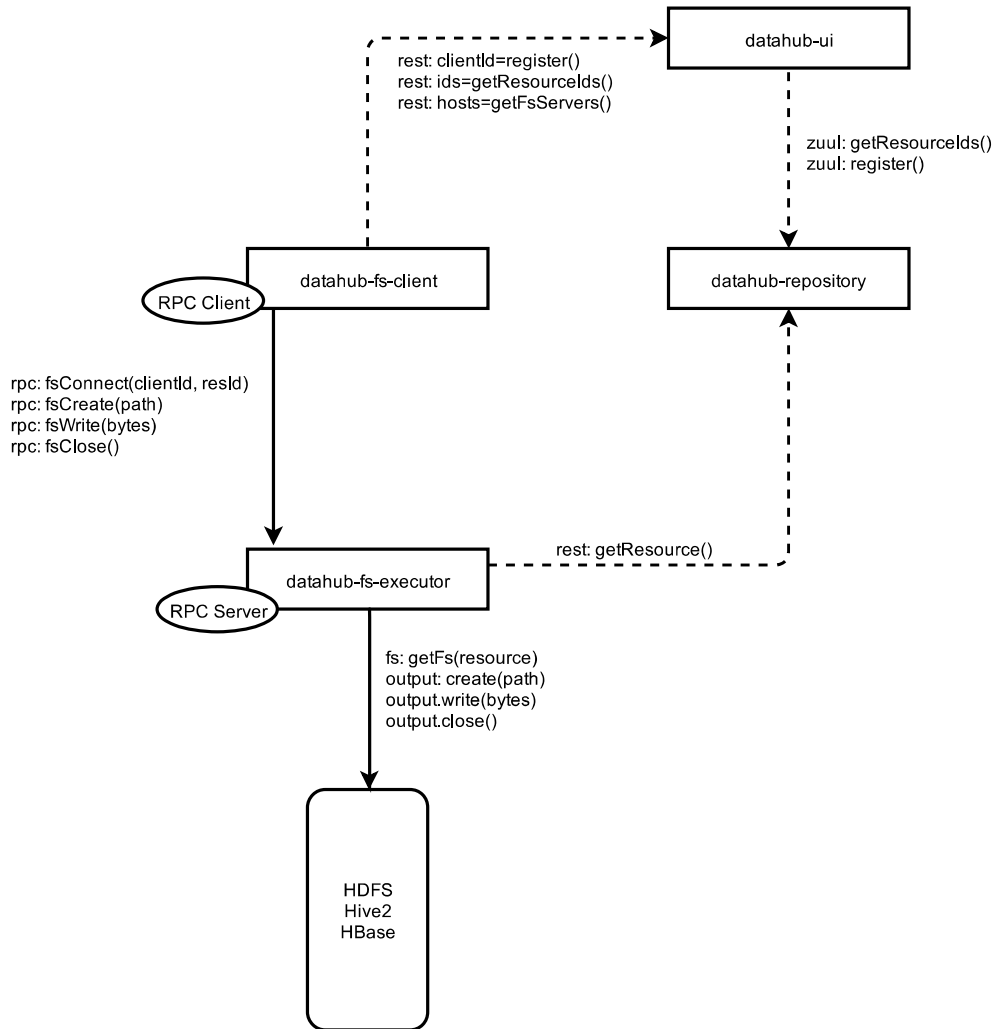 datahub-ui
rest: clientId=register()
rest: ids=getResourceIds()
rest: hosts=getFsServers()
zuul: getResourceIds()
zuul: register()
datahub-fs-client
datahub-repository
RPC Client
rpc: fsConnect(clientId, resId)
rpc: fsCreate(path)
rpc: fsWrite(bytes)
rpc: fsClose()
rest: getResource()
datahub-fs-executor
RPC Server
fs: getFs(resource)
output: create(path)
output.write(bytes)
output.close()
HDFS
Hive2
HBase